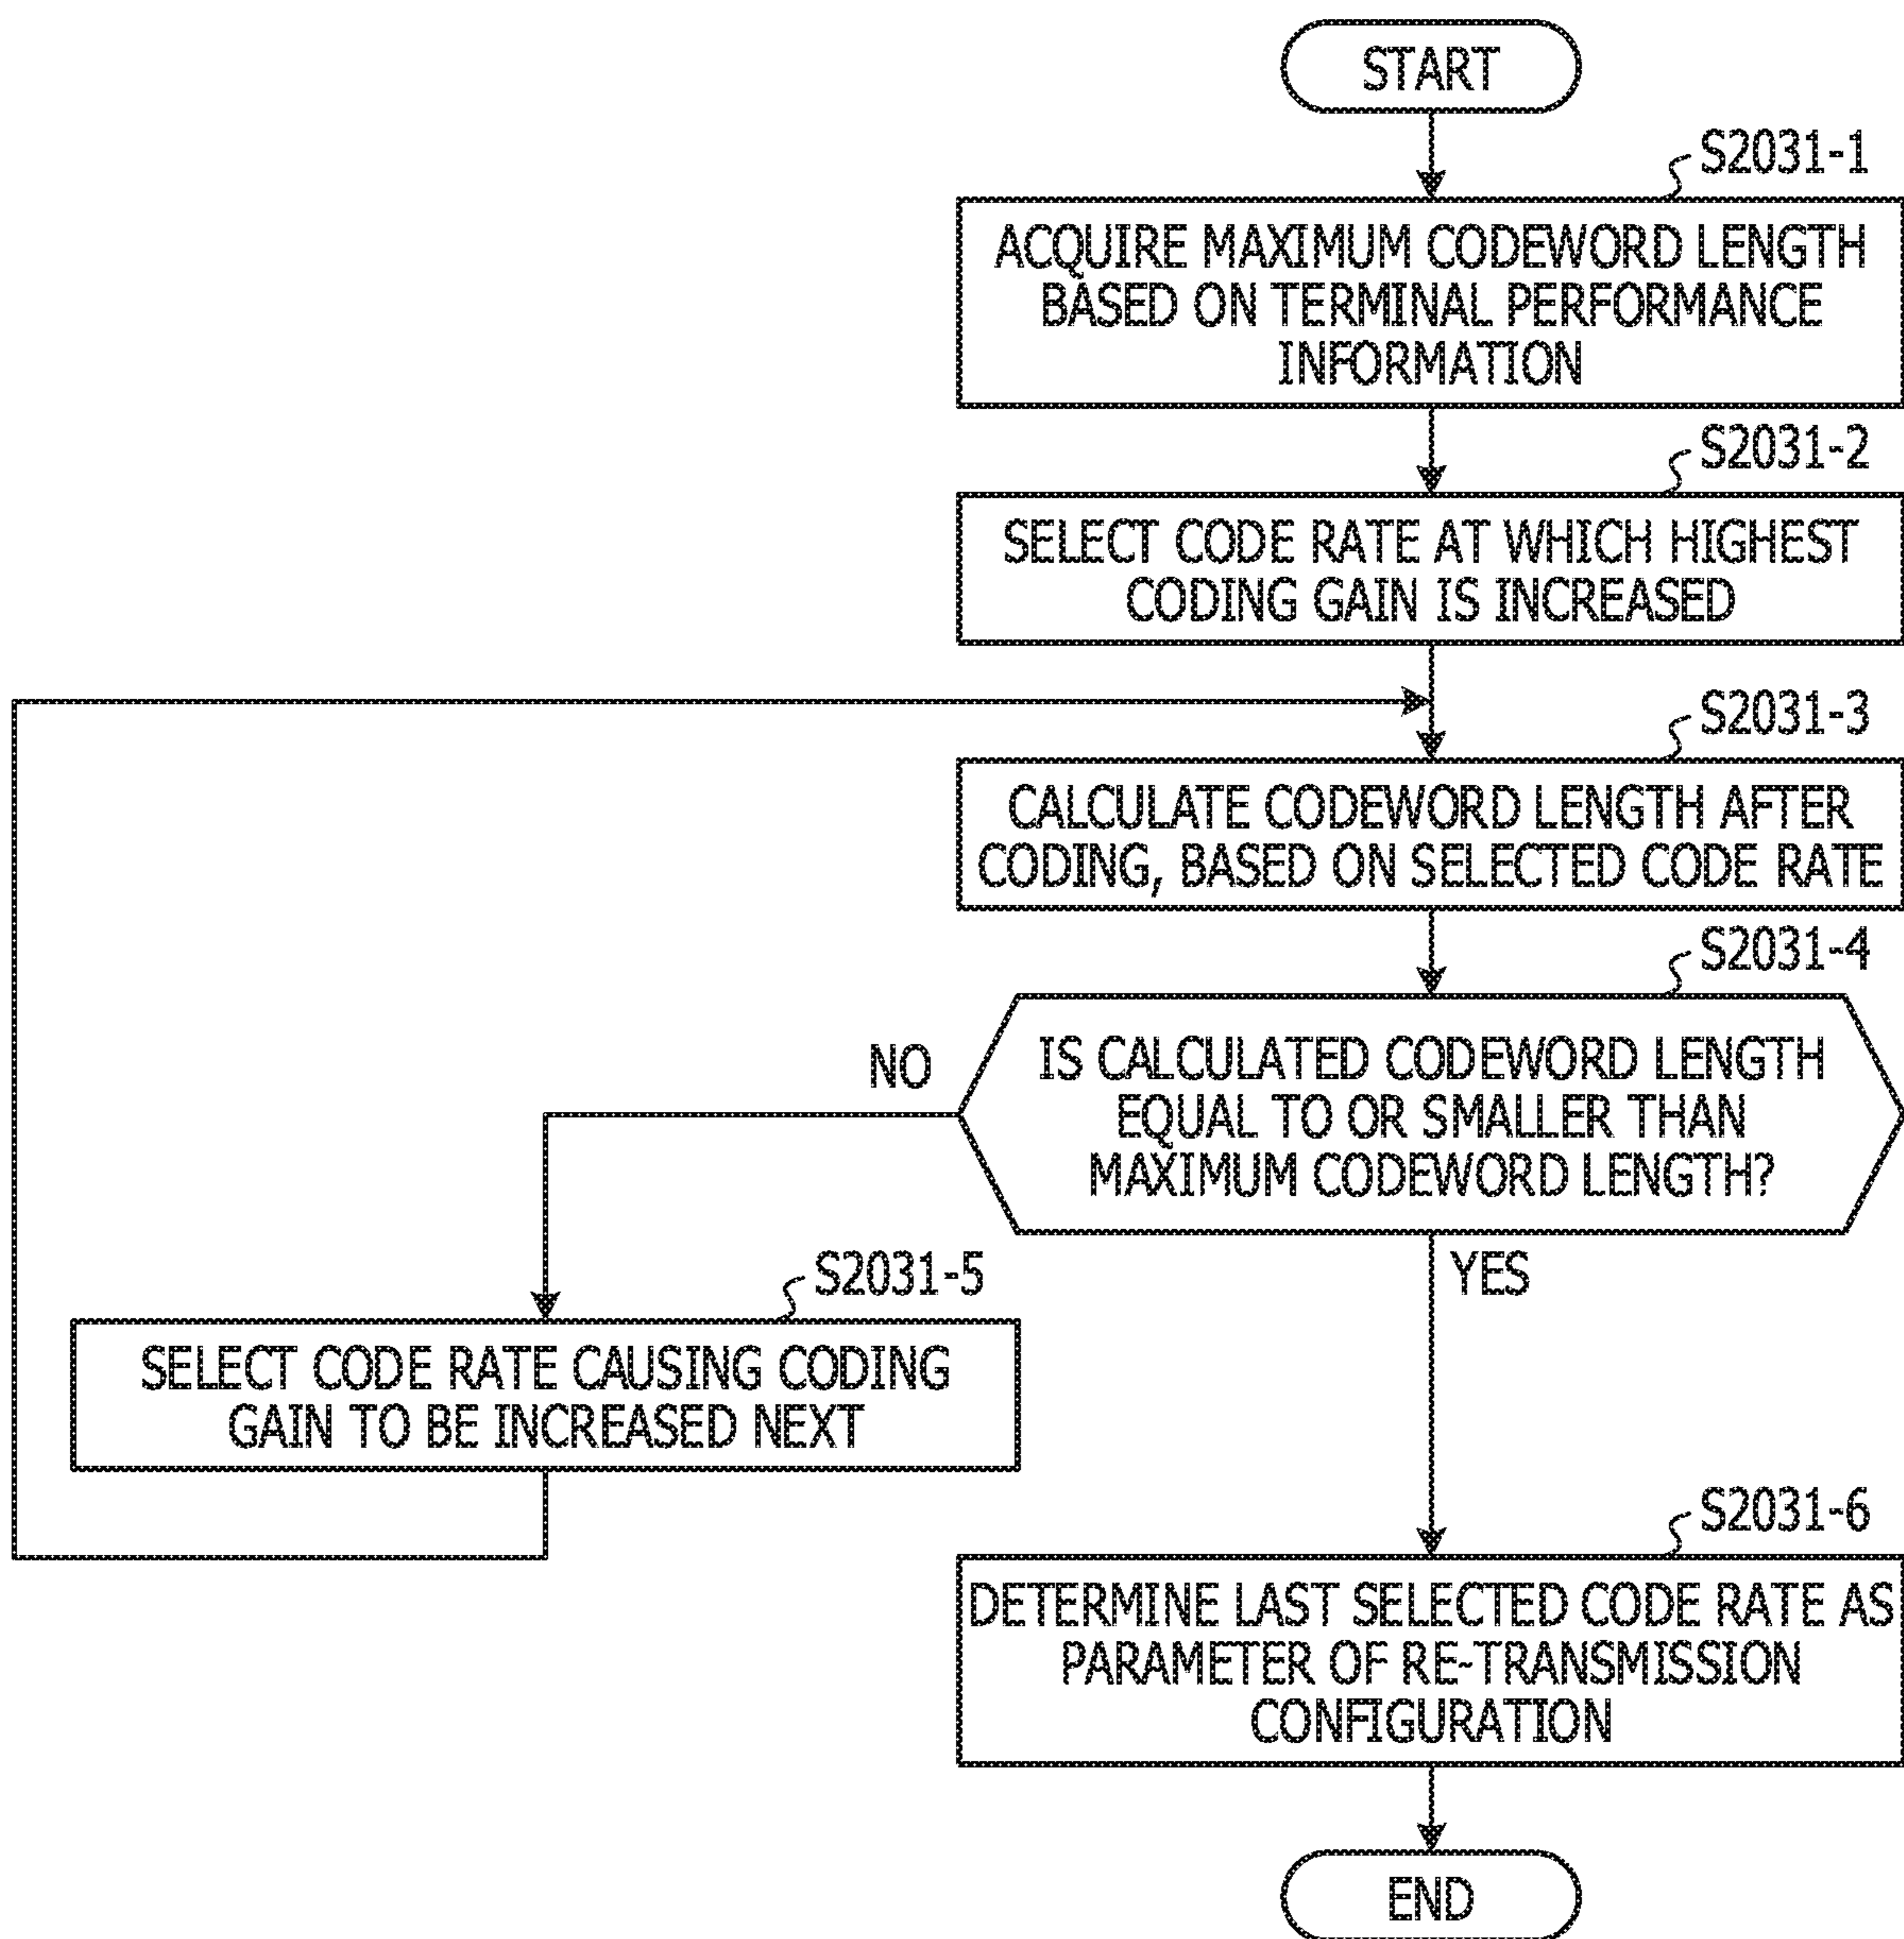 START
S2031-1
ACQUIRE MAXIMUM CODEWORD LENGTH
BASED ON TERMINAL PERFORMANCE
INFORMATION
S2031-2
SELECT CODE RATE AT WHICH HIGHEST
CODING GAIN IS INCREASED
S2031-3
CALCULATE CODEWORD LENGTH AFTER
CODING, BASED ON SELECTED CODE RATE
S2031-4
IS CALCULATED CODEWORD LENGTH
EQUAL TO OR SMALLER THAN
MAXIMUM CODEWORD LENGTH?
NO
YES
S2031-5
SELECT CODE RATE CAUSING CODING
GAIN TO BE INCREASED NEXT
S2031-6
DETERMINE LAST SELECTED CODE RATE AS
PARAMETER OF RE-TRANSMISSION
CONFIGURATION
END